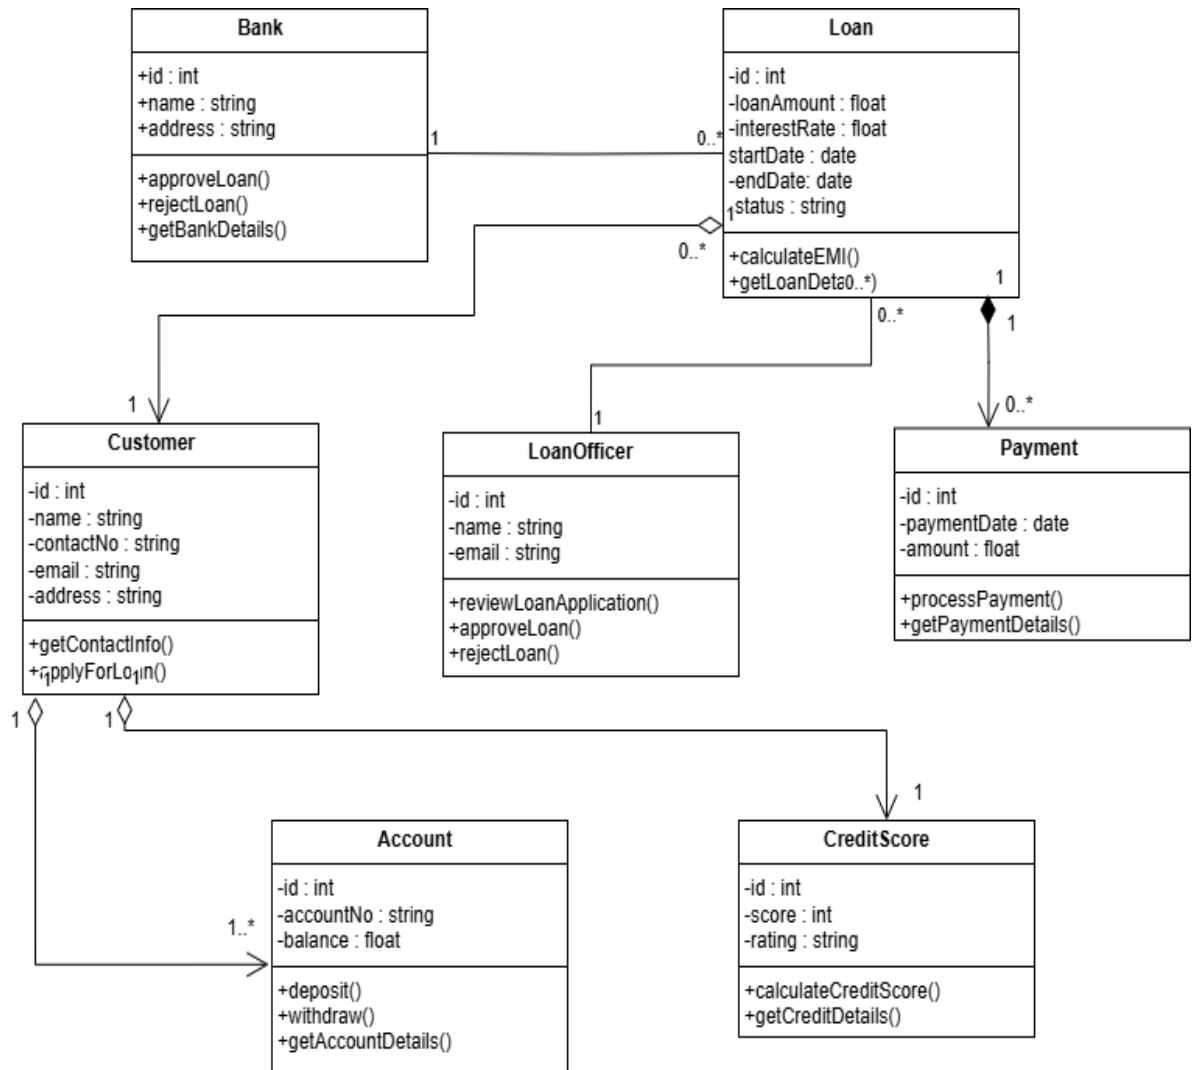 Bank
+id : int
+name : string
+address : string
+approveLoan()
+rejectLoan()
+getBankDetails()
1
0..*
Loan
-id : int
-loanAmount : float
-interestRate : float
startDate : date
-endDate: date
status : string
1
+calculateEMI()
0..*
1
0..*
1
0..*
1
1
0..*
1
Customer
-id : int
-name : string
-contactNo : string
-email : string
-address : string
+getContactInfo()
1
1
1
1
LoanOfficer
-id : int
-name : string
-email : string
+reviewLoanApplication()
+approveLoan()
+rejectLoan()
Payment
-id : int
-paymentDate : date
-amount : float
+processPayment()
+getPaymentDetails()
1..*
Account
-id : int
-accountNo : string
-balance : float
+deposit()
+withdraw()
+getAccountDetails()
1
CreditScore
-id : int
-score : int
-rating : string
+calculateCreditScore()
+getCreditDetails()